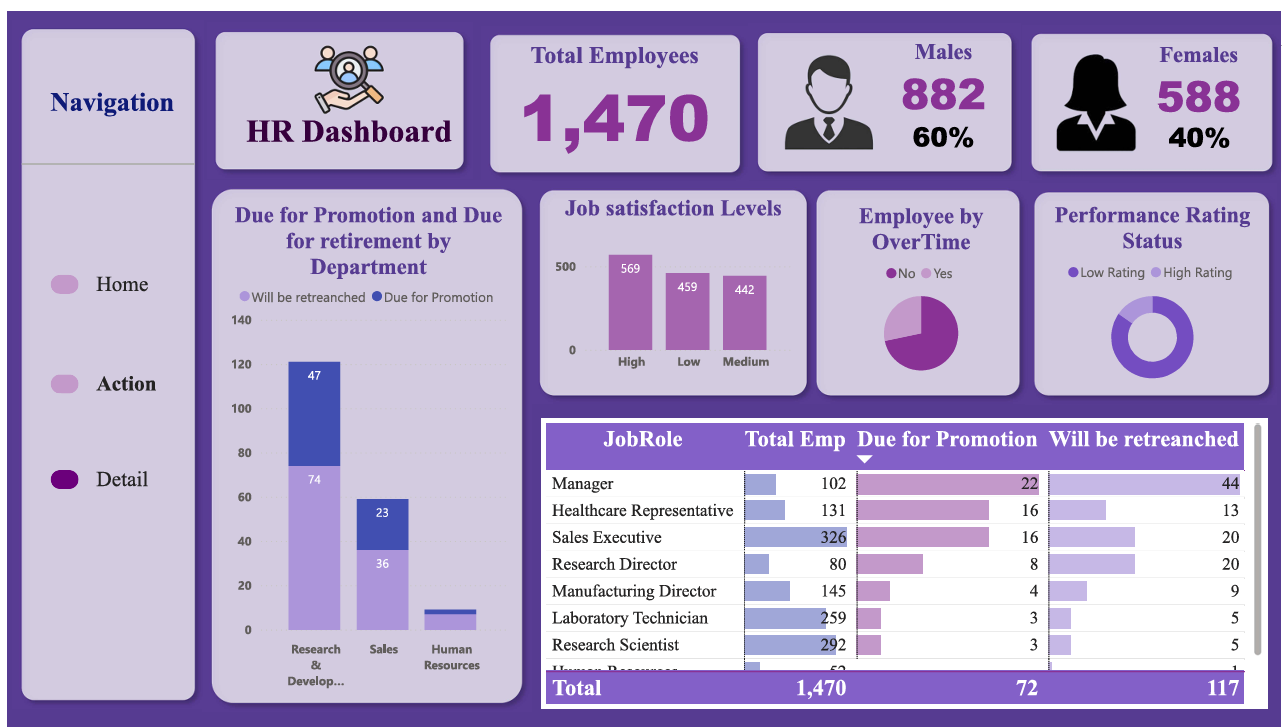 Navigation
Home
Action
Detail
HR Dashboard
Total Employees
1,470
Males
882
60%
Females
588
40%
Due for Promotion and Due
for retirement by
Department
Will be retreanched Due for Promotion
140
120
100
80
60
40
20
0
47
74
23
36
Research
&
Develop...
Sales
Human
Resources
Job satisfaction Levels
500
0
569
459
442
High Low Medium
Employee by
OverTime
No Yes
Performance Rating
Status
Low Rating High Rating
JobRole Total Emp Due for Promotion Will be retreanched
Manager 102 22 44
Healthcare Representative 131 16 13
Sales Executive 326 16 20
Research Director 80 8 20
Manufacturing Director 145 4 9
Laboratory Technician 259 3 5
Research Scientist 292 3 5
Human Resources 52 1
Total 1,470 72 117